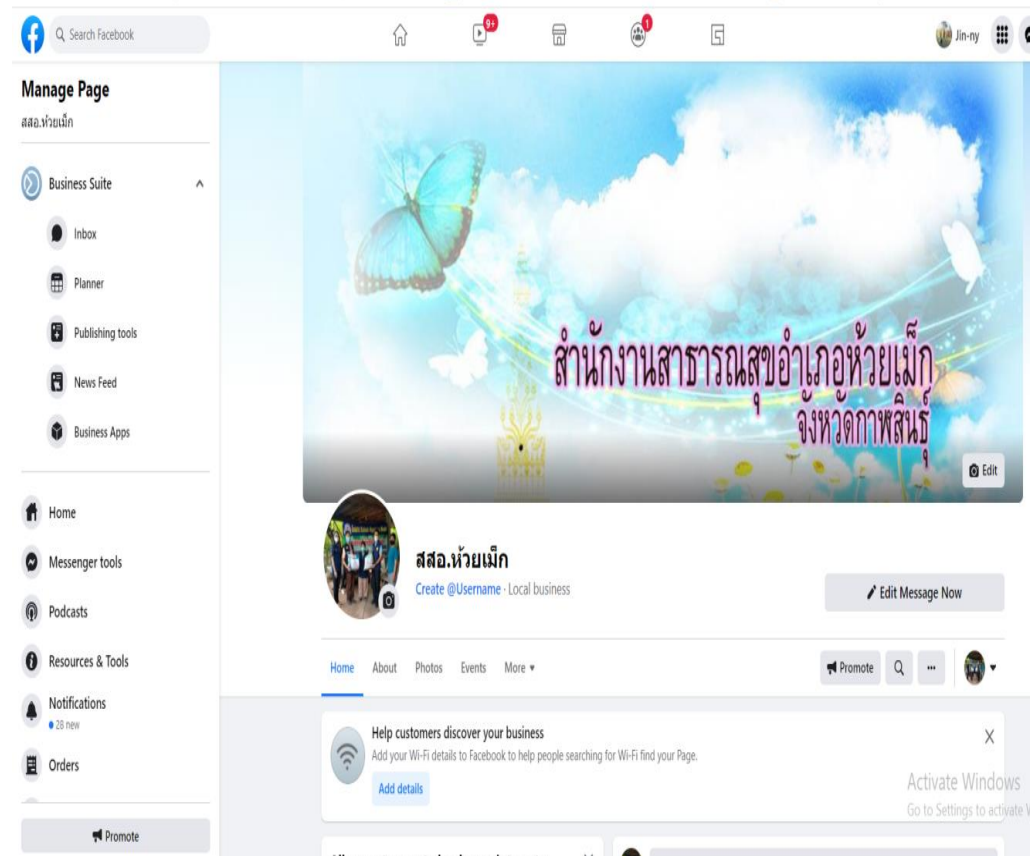 Search Facebook
9+
1
Jin-ny
Manage Page
สสอ.ห้วยเม็ก
Business Suite
Inbox
Planner
Publishing tools
News Feed
Business Apps
Home
Messenger tools
Podcasts
Resources & Tools
Notifications
28 new
Orders
Promote
สำนักงานสาธารณสุขอำเภอห้วยเม็ก
จังหวัดกาฬสินธุ์
Edit
สสอ.ห้วยเม็ก
Create @Username · Local business
Edit Message Now
Home About Photos Events More
Promote
Help customers discover your business
Add your Wi-Fi details to Facebook to help people searching for Wi-Fi find your Page.
Add details
Activate Windows
Go to Settings to activate